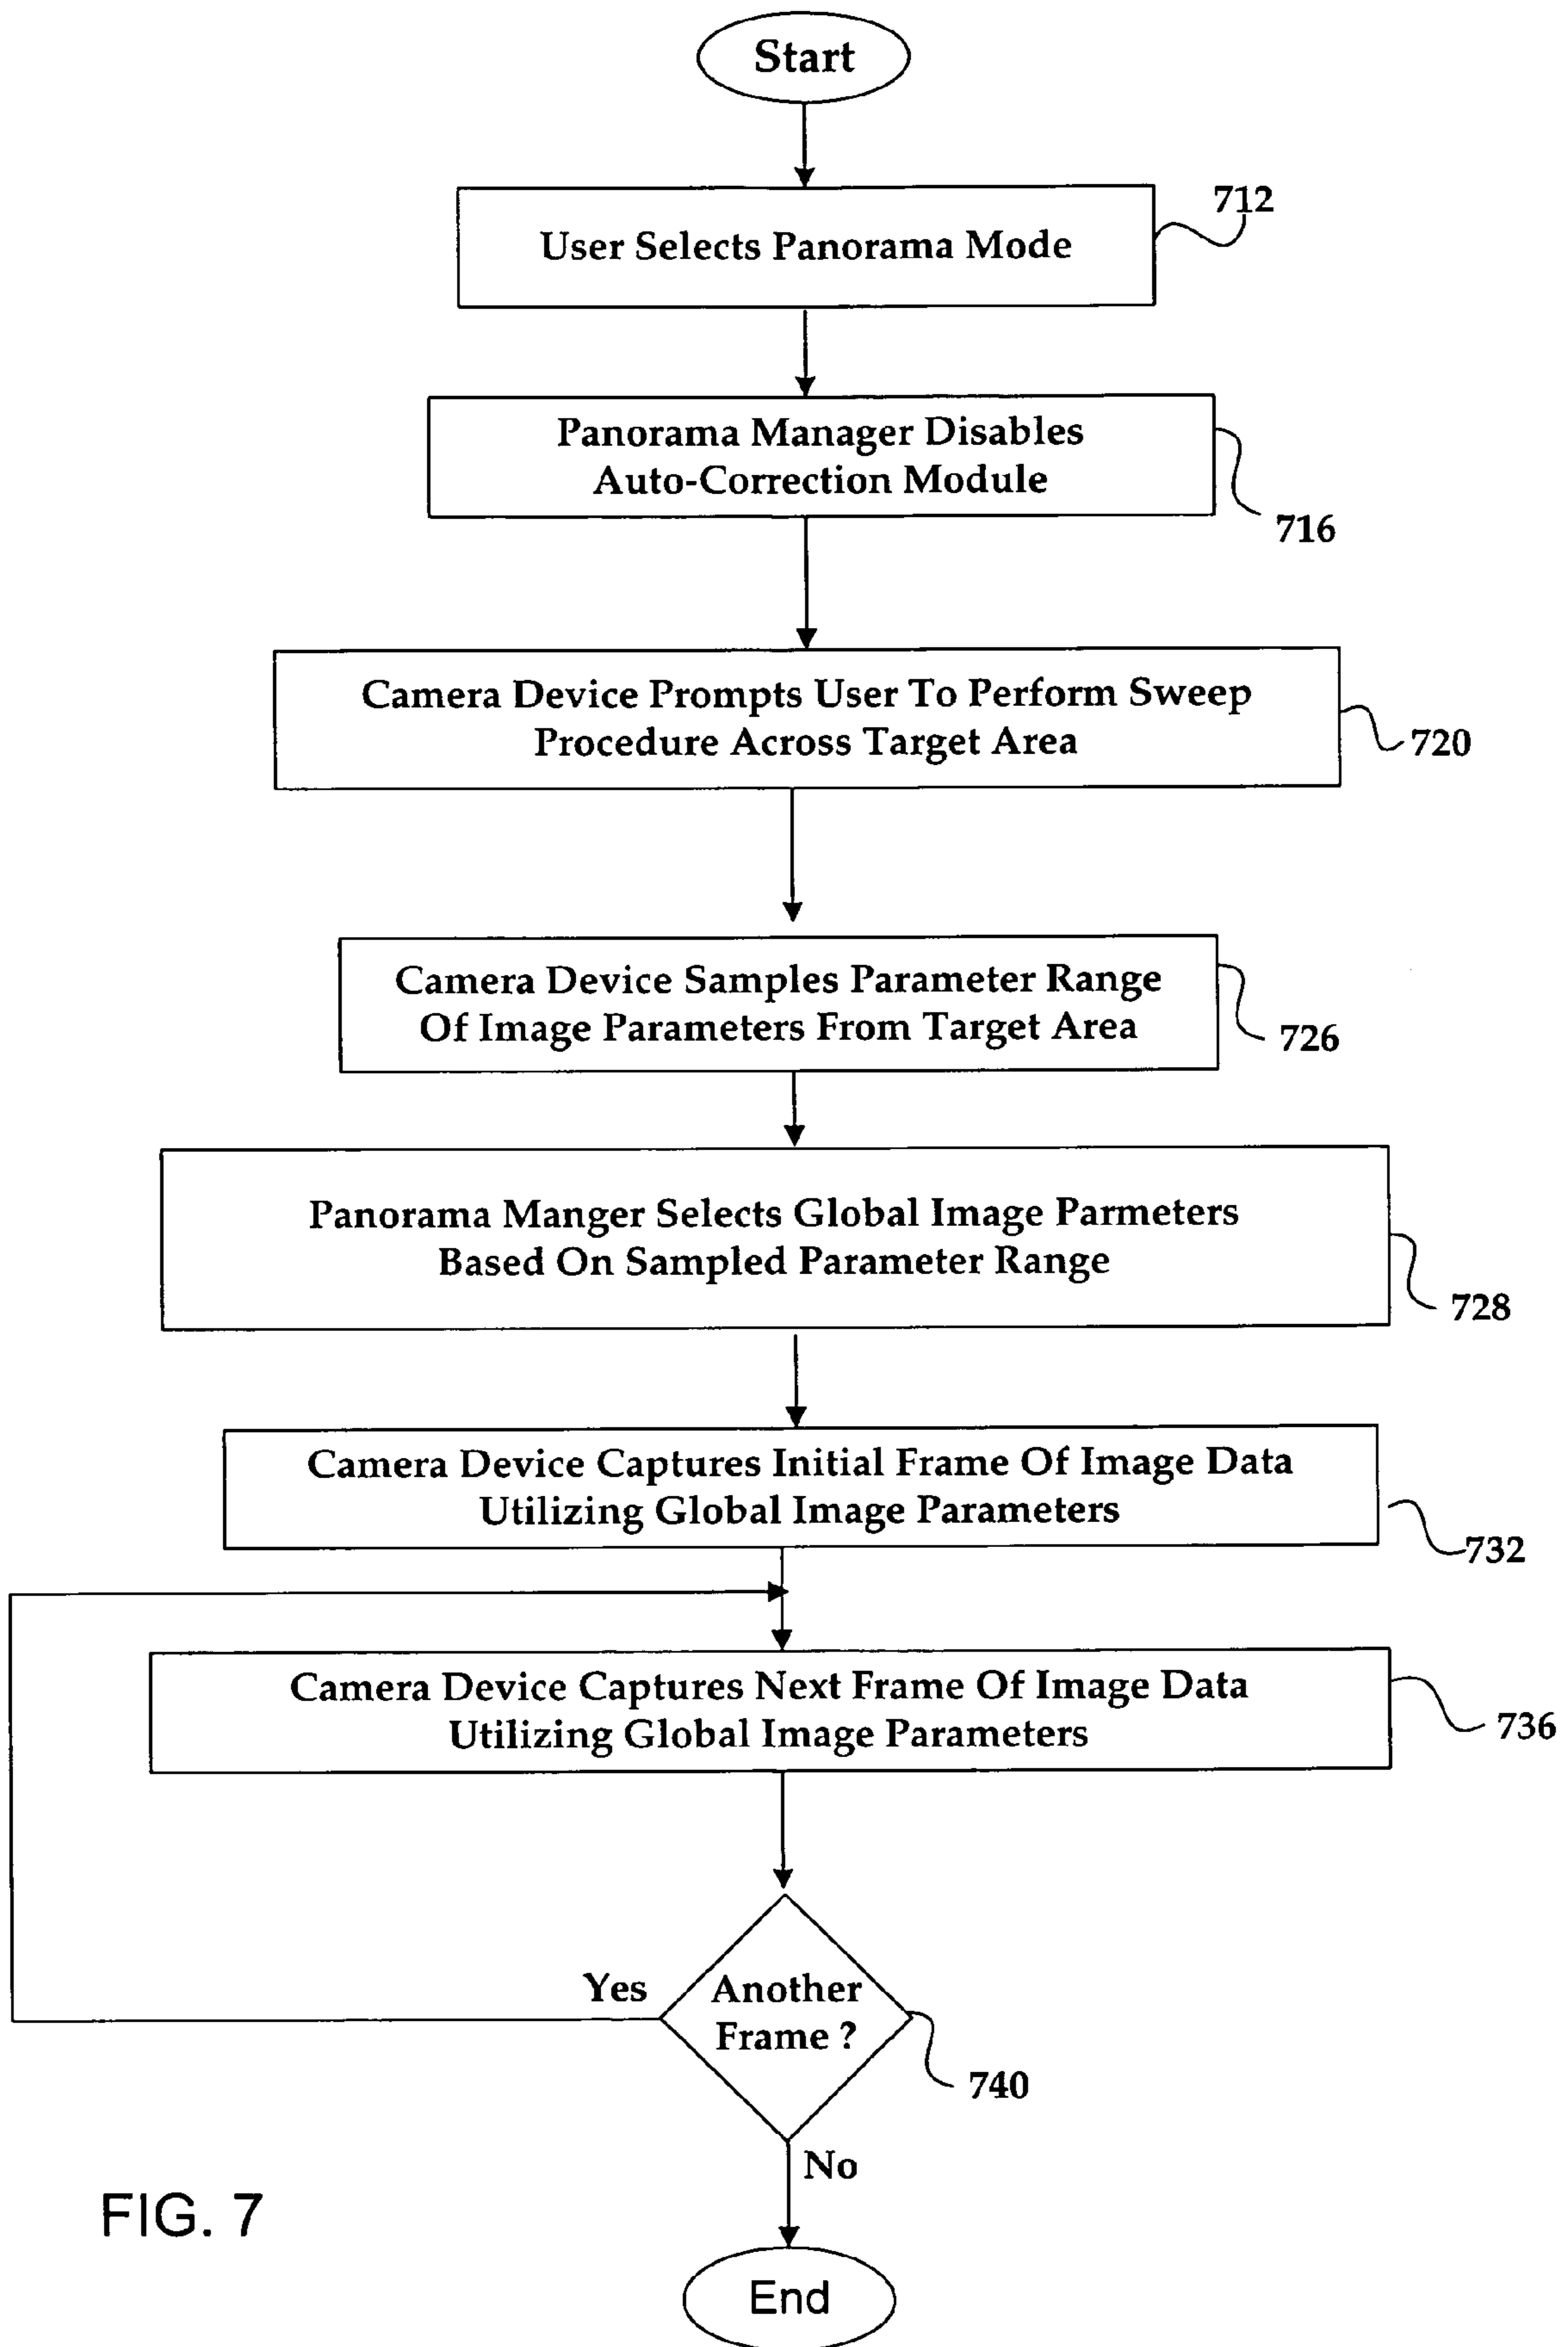 Start
User Selects Panorama Mode
712
Panorama Manager Disables
Auto-Correction Module
716
Camera Device Prompts User To Perform Sweep
Procedure Across Target Area
720
Camera Device Samples Parameter Range
Of Image Parameters From Target Area
726
Panorama Manger Selects Global Image Parmeters
Based On Sampled Parameter Range
728
Camera Device Captures Initial Frame Of Image Data
Utilizing Global Image Parameters
732
Camera Device Captures Next Frame Of Image Data
Utilizing Global Image Parameters
736
Yes
Another
Frame ?
740
No
FIG. 7
End